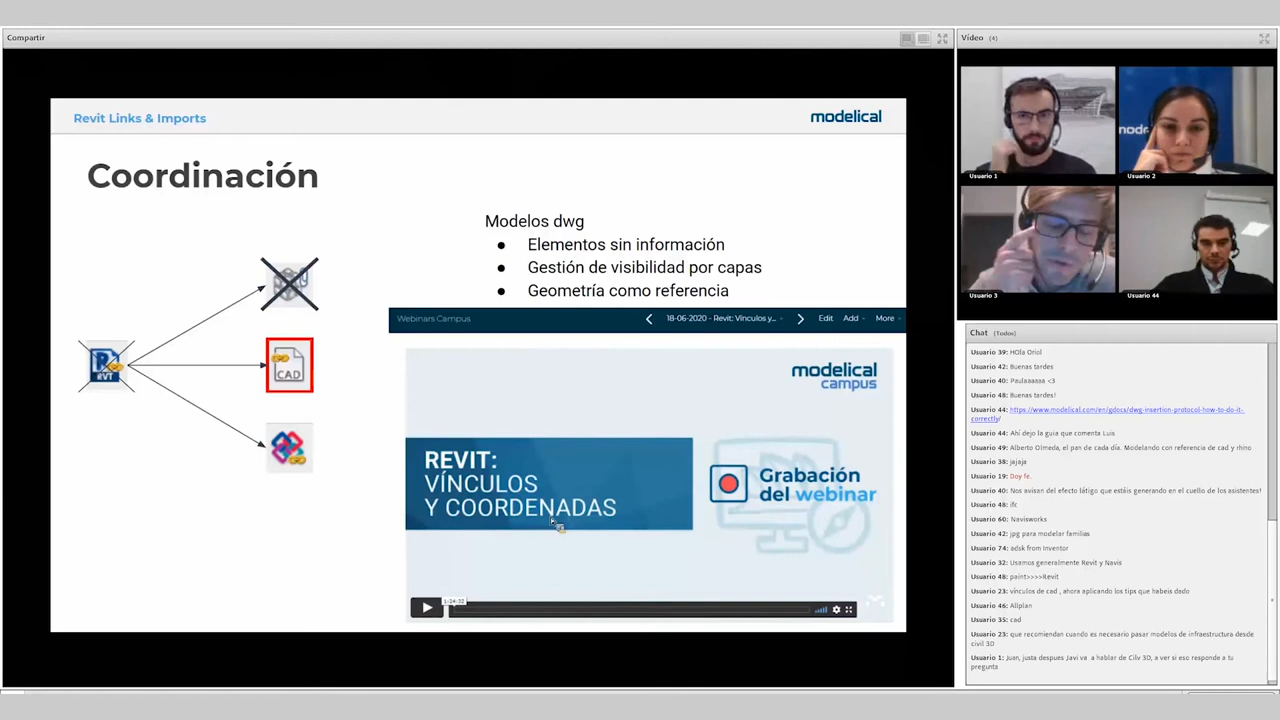 Compartir
Revit Links & Imports
modelical
Coordinación
Modelos dwg
● Elementos sin información
● Gestión de visibilidad por capas
● Geometría como referencia
RVT
CAD
Webinars Campus
18-06-2020 - Revit: Vínculos y...
Edit
Add
More
modelical
campus
REVIT:
VÍNCULOS
Y COORDENADAS
Grabación
del webinar
1:24:32
Vídeo (4)
Usuario 1
Usuario 2
Usuario 3
Usuario 44
Chat (Todos)
Usuario 39: HOla Oriol
Usuario 42: Buenas tardes
Usuario 40: Paulaaaaaa <3
Usuario 48: Buenas tardes!
Usuario 44: https://www.modelical.com/en/gdocs/dwg-insertion-protocol-how-to-do-it-
correctly/
Usuario 44: Ahí dejo la guia que comenta Luis
Usuario 49: Alberto Olmeda, el pan de cada día. Modelando con referencia de cad y rhino
Usuario 38: jajaja
Usuario 19: Doy fe.
Usuario 40: Nos avisan del efecto látigo que estáis generando en el cuello de los asistentes!
Usuario 48: ifc
Usuario 60: Navisworks
Usuario 42: jpg para modelar familias
Usuario 74: adsk from Inventor
Usuario 32: Usamos generalmente Revit y Navis
Usuario 48: paint>>>>Revit
Usuario 23: vínculos de cad , ahora aplicando los tips que habeis dado
Usuario 46: Allplan
Usuario 35: cad
Usuario 23: que recomiendan cuando es necesario pasar modelos de infraestructura desde
civil 3D
Usuario 1: Juan, justa despues Javi va a hablar de Cilv 3D, a ver si eso responde a tu
pregunta